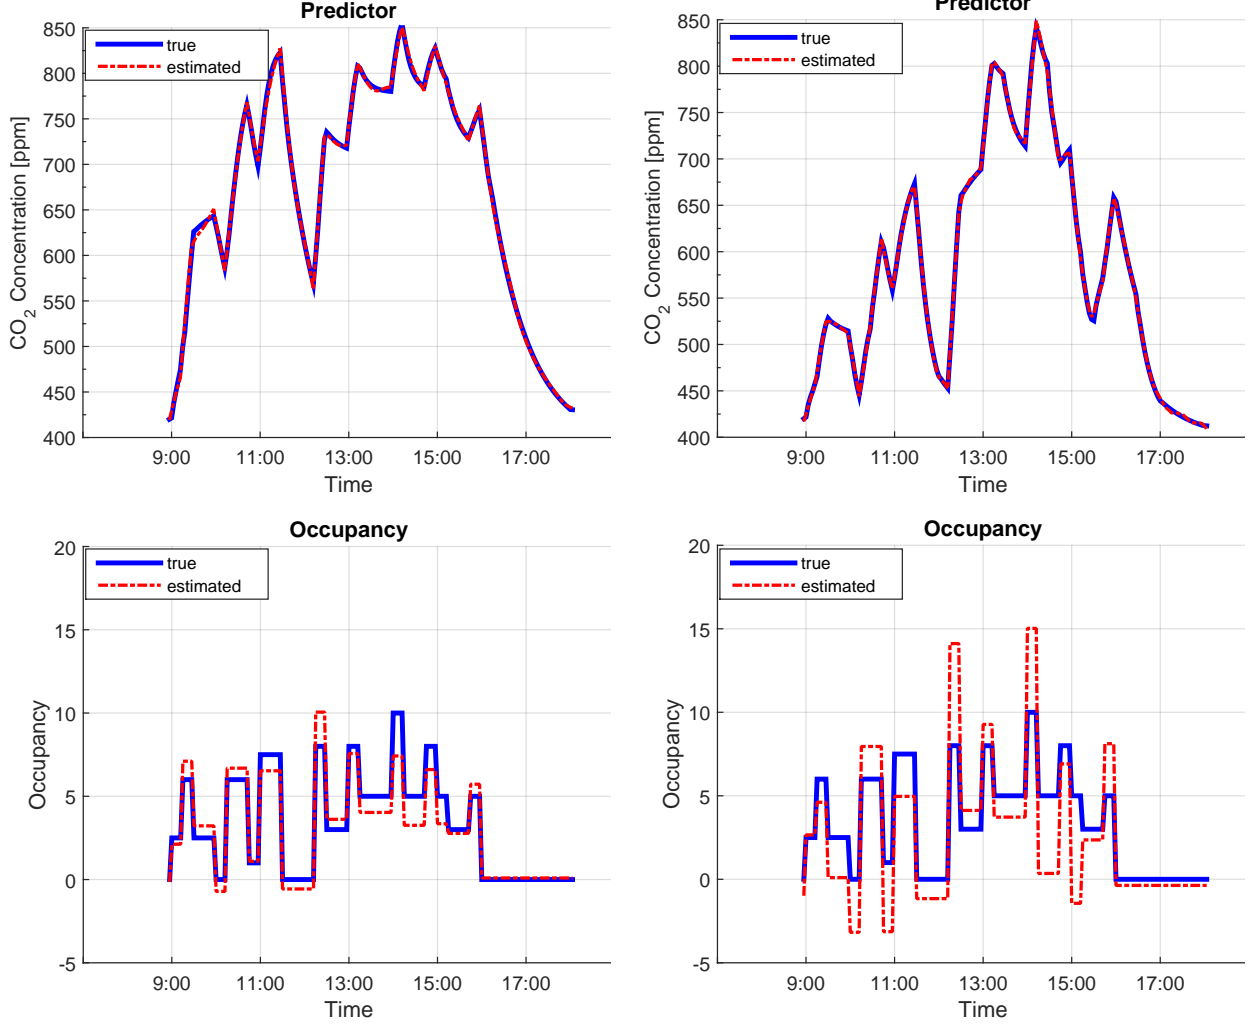 Predictor
850
800
750
700
650
600
550
500
450
400
CO2 Concentration [ppm]
true
estimated
9:00 11:00 13:00 15:00 17:00
Time
Predictor
850
800
750
700
650
600
550
500
450
400
CO2 Concentration [ppm]
true
estimated
9:00 11:00 13:00 15:00 17:00
Time
Occupancy
20
15
10
5
0
-5
Occupancy
true
estimated
9:00 11:00 13:00 15:00 17:00
Time
Occupancy
20
15
10
5
0
-5
Occupancy
true
estimated
9:00 11:00 13:00 15:00 17:00
Time